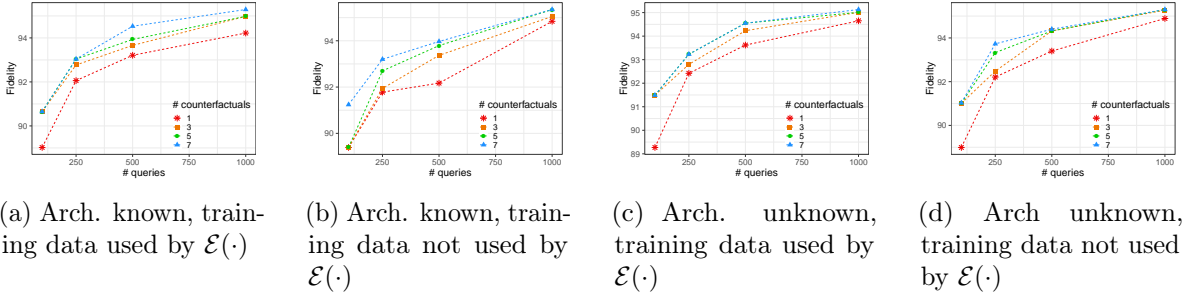 Fidelity
94
92
90
250
500
750
1000
# queries
# counterfactuals
1
3
5
7
Fidelity
94
92
90
250
500
750
1000
# queries
# counterfactuals
1
3
5
7
Fidelity
95
94
93
92
91
90
89
250
500
750
1000
# queries
# counterfactuals
1
3
5
7
Fidelity
94
92
90
250
500
750
1000
# queries
# counterfactuals
1
3
5
7
(a) Arch. known, train-
ing data used by ℰ(·)
(b) Arch. known, train-
ing data not used by
ℰ(·)
(c) Arch. unknown,
training data used by
ℰ(·)
(d) Arch unknown,
training data not used
by ℰ(·)